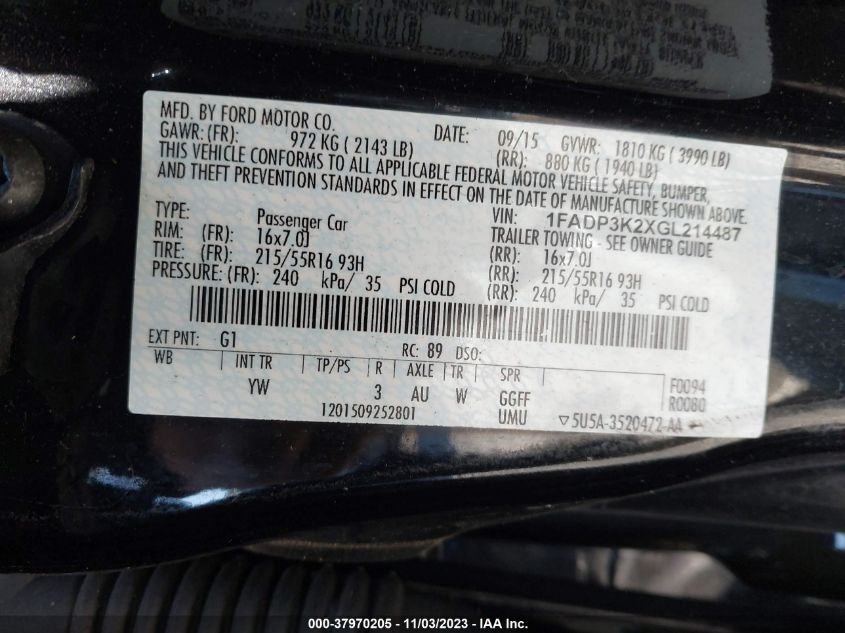 MFD. BY FORD MOTOR CO. DATE: 09/15 GVWR: 1810 KG ( 3990 LB)
GAWR: (FR): 972 KG ( 2143 LB) (RR): 880 KG ( 1940 LB)
THIS VEHICLE CONFORMS TO ALL APPLICABLE FEDERAL MOTOR VEHICLE SAFETY, BUMPER,
AND THEFT PREVENTION STANDARDS IN EFFECT ON THE DATE OF MANUFACTURE SHOWN ABOVE.
VIN: 1FADP3K2XGL214487
TYPE: Passenger Car TRAILER TOWING - SEE OWNER GUIDE
RIM: (FR): 16x7.0J (RR): 16x7.0J
TIRE: (FR): 215/55R16 93H (RR): 215/55R16 93H
PRESSURE: (FR): 240 kPa/ 35 PSI COLD (RR): 240 kPa/ 35 PSI COLD
EXT PNT: G1 RC: 89 DSO:
WB INT TR TP/PS R AXLE TR SPR F0094
YW 3 AU W GGFF R0080
1201509252801 UMU ▽5U5A-3520472-AA
000-37970205 - 11/03/2023 - IAA Inc.